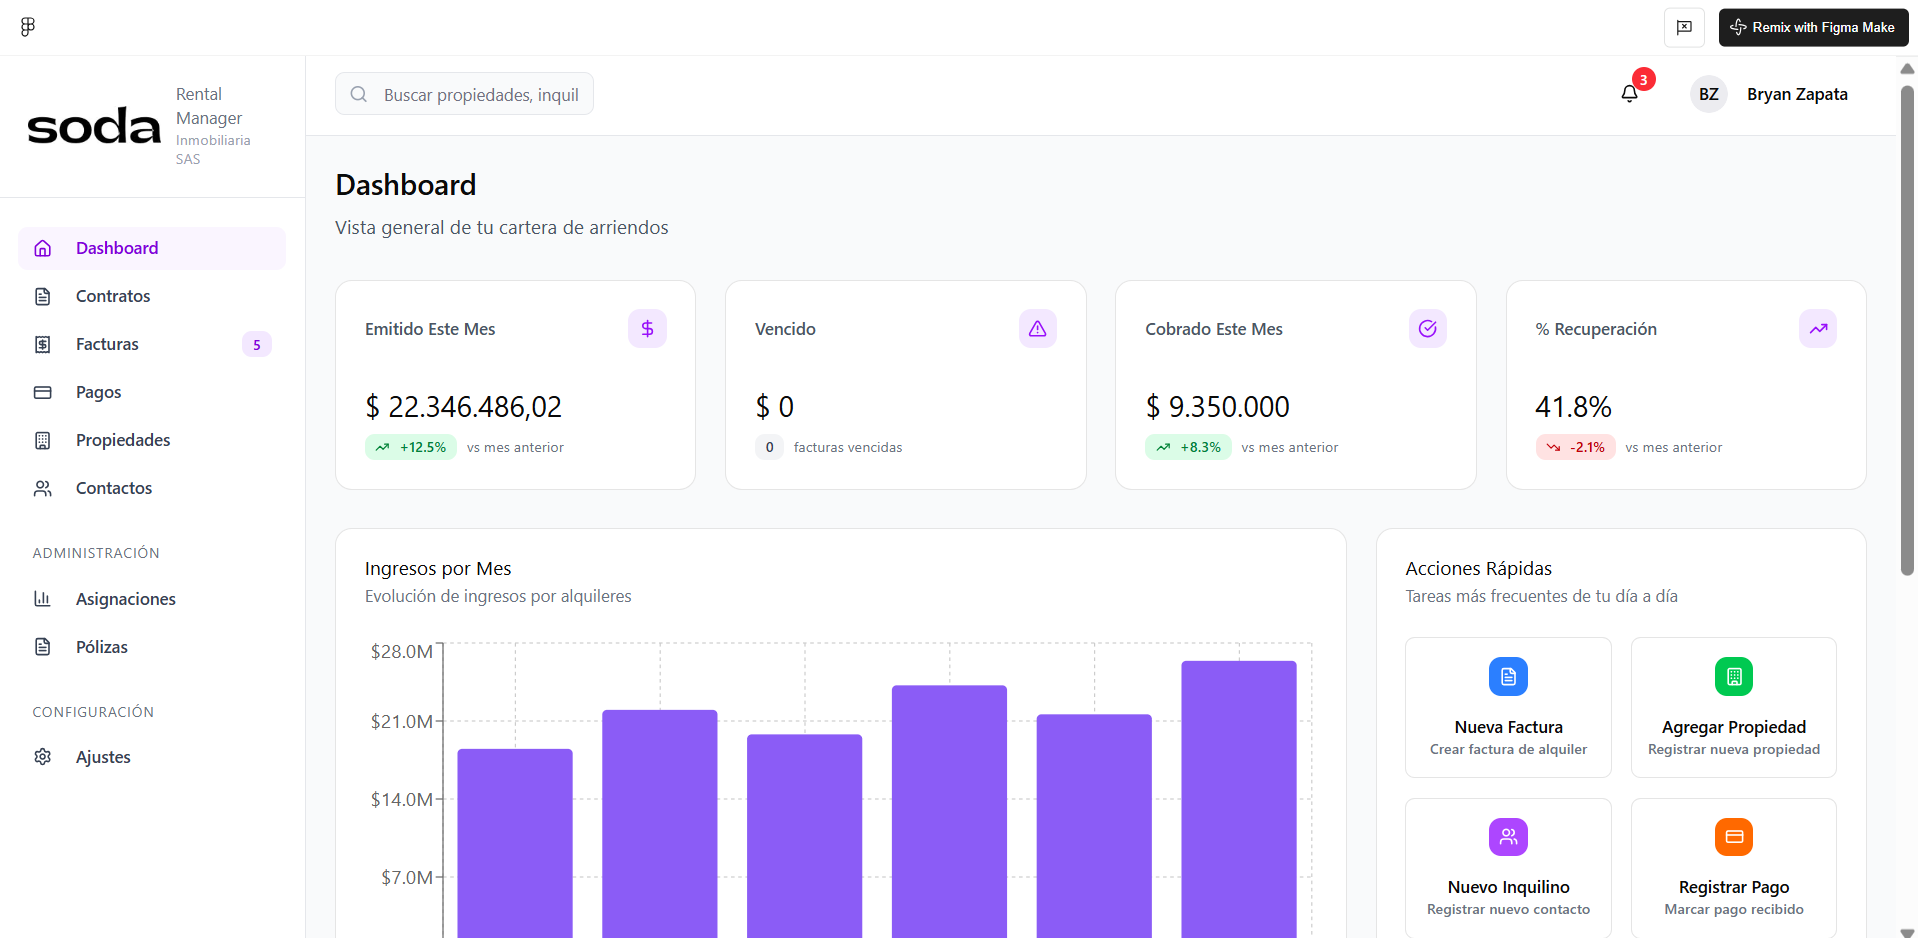 Remix with Figma Make
soda
Rental
Manager
Inmobiliaria
SAS
Buscar propiedades, inquil
3
BZ
Bryan Zapata
Dashboard
Contratos
Facturas
5
Pagos
Propiedades
Contactos
ADMINISTRACIÓN
Asignaciones
Pólizas
CONFIGURACIÓN
Ajustes
Dashboard
Vista general de tu cartera de arriendos
Emitido Este Mes
$ 22.346.486,02
+12.5% vs mes anterior
Vencido
$ 0
0 facturas vencidas
Cobrado Este Mes
$ 9.350.000
+8.3% vs mes anterior
% Recuperación
41.8%
-2.1% vs mes anterior
Ingresos por Mes
Evolución de ingresos por alquileres
$28.0M
$21.0M
$14.0M
$7.0M
Acciones Rápidas
Tareas más frecuentes de tu día a día
Nueva Factura
Crear factura de alquiler
Agregar Propiedad
Registrar nueva propiedad
Nuevo Inquilino
Registrar nuevo contacto
Registrar Pago
Marcar pago recibido